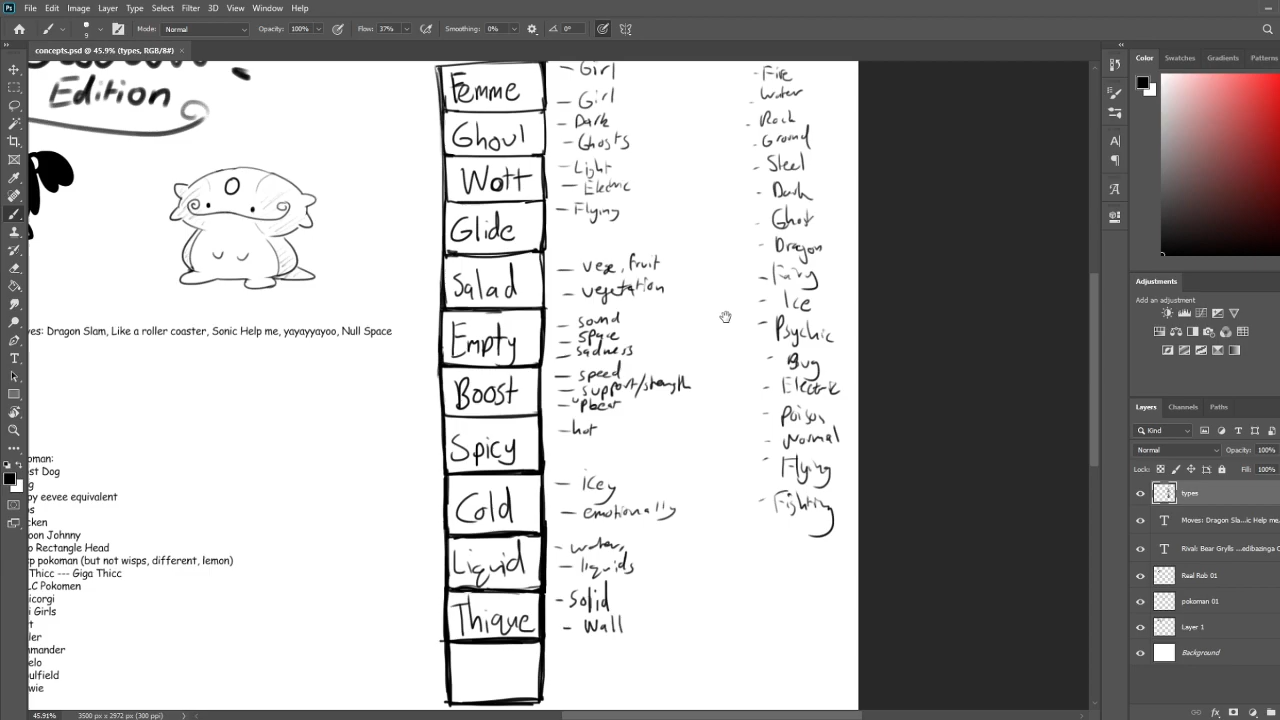 Ps
File
Edit
Image
Layer
Type
Select
Filter
3D
View
Window
Help
9
Mode:
Normal
Opacity:
100%
Flow:
37%
Smoothing:
0%
0°
concepts.psd @ 45.9% (types, RGB/8#)
×
Edition
ves: Dragon Slam, Like a roller coaster, Sonic Help me, yayayyayoo, Null Space
oman:
st Dog
g
by eevee equivalent
os
cken
oon Johnny
o Rectangle Head
p pokoman (but not wisps, different, lemon)
Thicc --- Giga Thicc
LC Pokomen
icorgi
i Girls
t
ler
mmander
elo
ulfield
wie
Femme
Ghoul
Wott
Glide
Salad
Empty
Boost
Spicy
Cold
Liquid
Thique
- Girl
- Girl
- Dark
- Ghosts
- Light
- Electric
- Flying
- vege, fruit
- vegetation
- sound
- space
- sadness
- speed
- support/strength
- upbeat
- hot
- icey
- emotionally
- water,
- liquids
- Solid
- Wall
- Fire
- Water
- Rock
- Ground
- Steel
- Dark
- Ghost
- Dragon
- Fairy
- Ice
- Psychic
- Bug
- Electric
- Poison
- Normal
- Flying
- Fighting
Color
Swatches
Gradients
Patterns
Adjustments
Add an adjustment
Layers
Channels
Paths
Kind
Normal
Opacity: 100%
Lock:
Fill: 100%
types
Moves: Dragon Sla...ic Help me,
Rival: Bear Grylls ...edibazinga C
Real Rob 01
pokoman 01
Layer 1
Background
45.91%
3500 px x 2972 px (300 ppi)